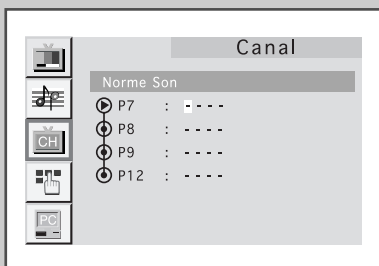 Canal
Norme Son
P7 : - - - -
P8 : - - - -
P9 : - - - -
P12 : - - - -
CH
PC